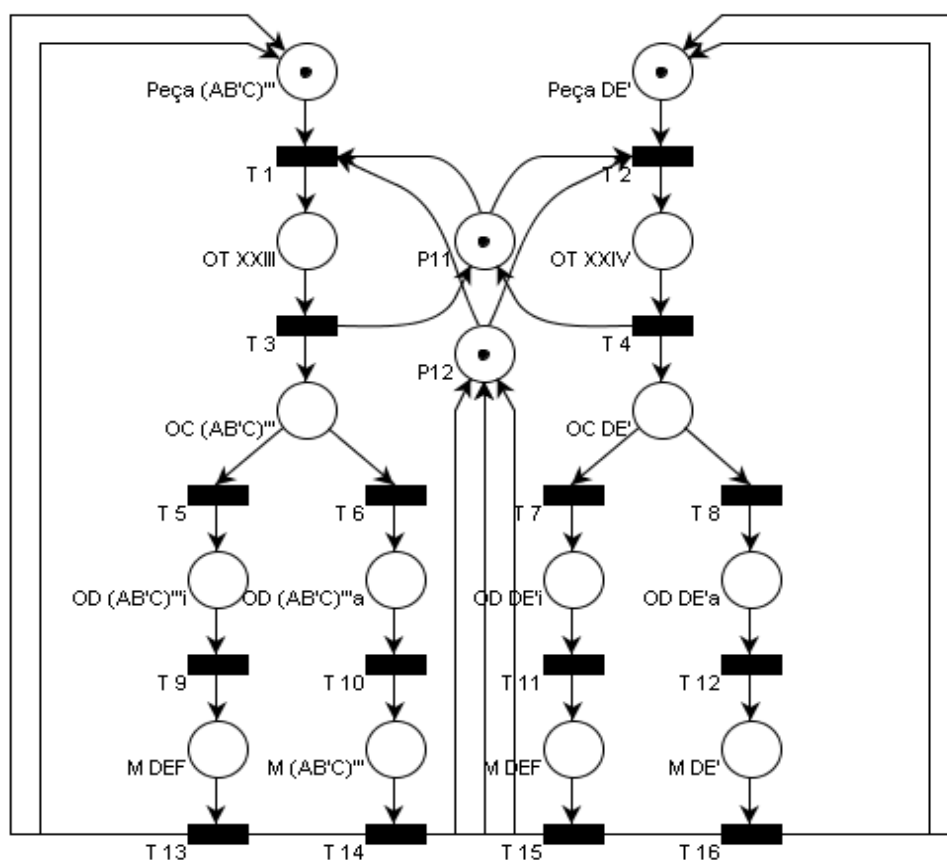 Peça (AB'C)''' Peça DE'
T 1 T 2
OT XXIII P11 OT XXIV
T 3 T 4
P12
OC (AB'C)''' OC DE'
T 5 T 6 T 7 T 8
OD (AB'C)'''i OD (AB'C)'''a OD DE'i OD DE'a
T 9 T 10 T 11 T 12
M DEF M (AB'C)''' M DEF M DE'
T 13 T 14 T 15 T 16